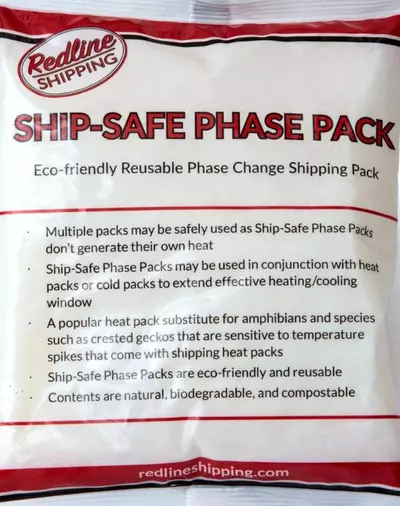 Redline
SHIPPING
SHIP-SAFE PHASE PACK
Eco-friendly Reusable Phase Change Shipping Pack
· Multiple packs may be safely used as Ship-Safe Phase Packs
don't generate their own heat
· Ship-Safe Phase Packs may be used in conjunction with heat
packs or cold packs to extend effective heating/cooling
window
· A popular heat pack substitute for amphibians and species
such as crested geckos that are sensitive to temperature
spikes that come with shipping heat packs
· Ship-Safe Phase Packs are eco-friendly and reusable
· Contents are natural, biodegradable, and compostable
redlineshipping.com